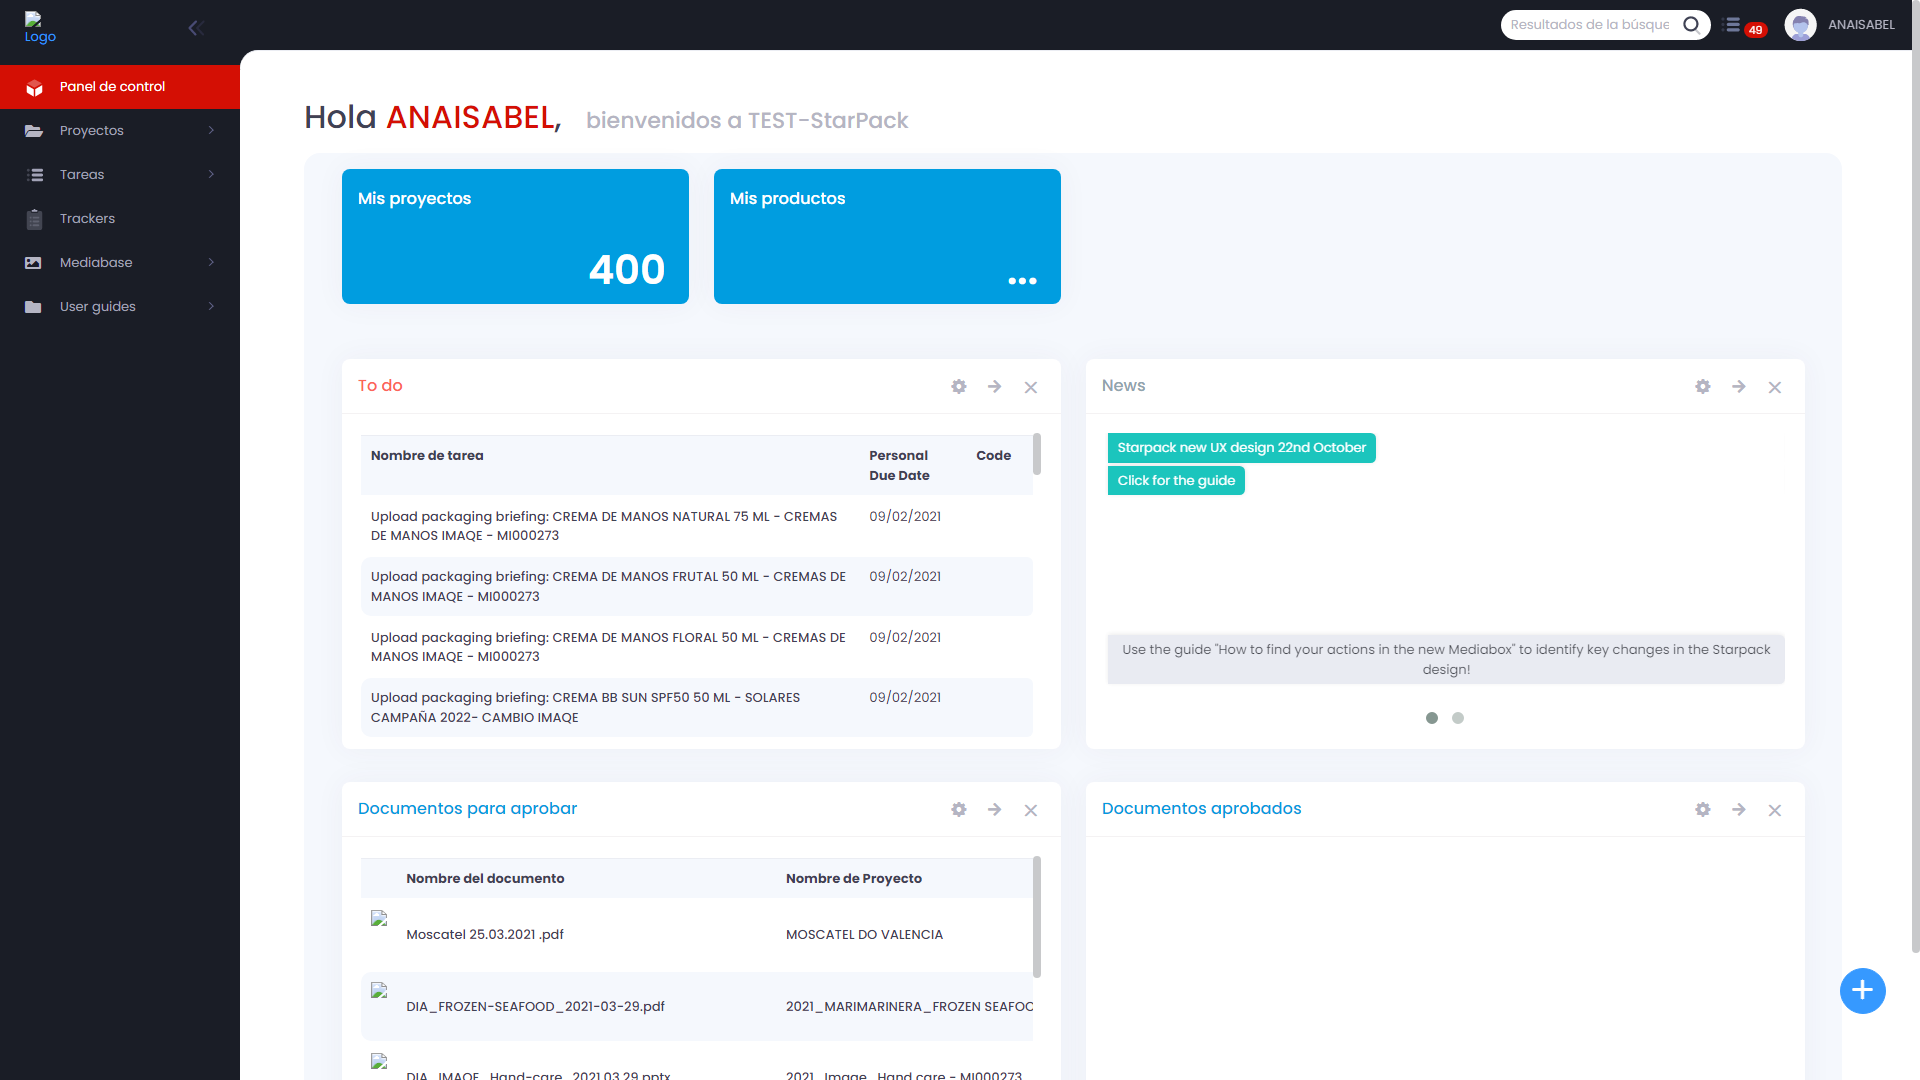 Logo
Resultados de la búsque
49
ANAISABEL
Panel de control
Proyectos
Tareas
Trackers
Mediabase
User guides
Hola ANAISABEL, bienvenidos a TEST-StarPack
Mis proyectos
400
Mis productos
...
To do
Nombre de tarea
Personal
Due Date
Code
Upload packaging briefing: CREMA DE MANOS NATURAL 75 ML - CREMAS
DE MANOS IMAQE - MI000273
09/02/2021
Upload packaging briefing: CREMA DE MANOS FRUTAL 50 ML - CREMAS DE
MANOS IMAQE - MI000273
09/02/2021
Upload packaging briefing: CREMA DE MANOS FLORAL 50 ML - CREMAS DE
MANOS IMAQE - MI000273
09/02/2021
Upload packaging briefing: CREMA BB SUN SPF50 50 ML - SOLARES
CAMPAÑA 2022- CAMBIO IMAQE
09/02/2021
News
Starpack new UX design 22nd October
Click for the guide
Use the guide "How to find your actions in the new Mediabox" to identify key changes in the Starpack
design!
Documentos para aprobar
Nombre del documento
Nombre de Proyecto
Moscatel 25.03.2021 .pdf
MOSCATEL DO VALENCIA
DIA_FROZEN-SEAFOOD_2021-03-29.pdf
2021_MARIMARINERA_FROZEN SEAFOO
DIA_IMAQE_Hand-care_2021.03.29.pptx
2021_Imaqe_Hand care - MI000273
Documentos aprobados